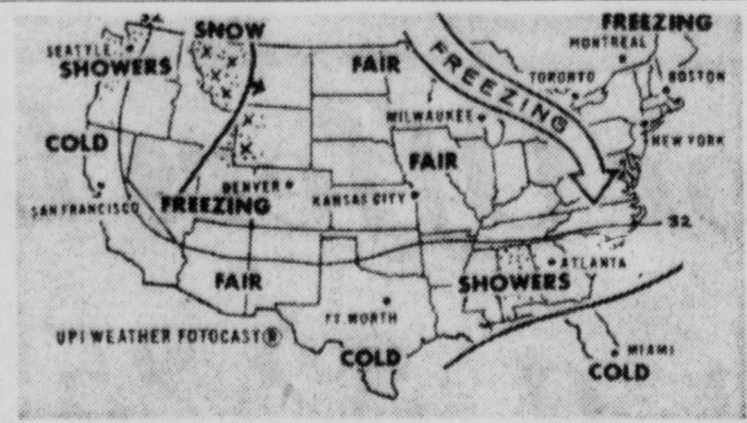 32
SNOW
FREEZING
SEATTLE
MONTREAL
SHOWERS
FAIR
FREEZING
TORONTO
BOSTON
MILWAUKEE
COLD
NEW YORK
FAIR
DENVER
KANSAS CITY
SAN FRANCISCO
FREEZING
32
ATLANTA
FAIR
SHOWERS
FT. WORTH
UPI WEATHER FOTOCAST ®
COLD
MIAMI
COLD